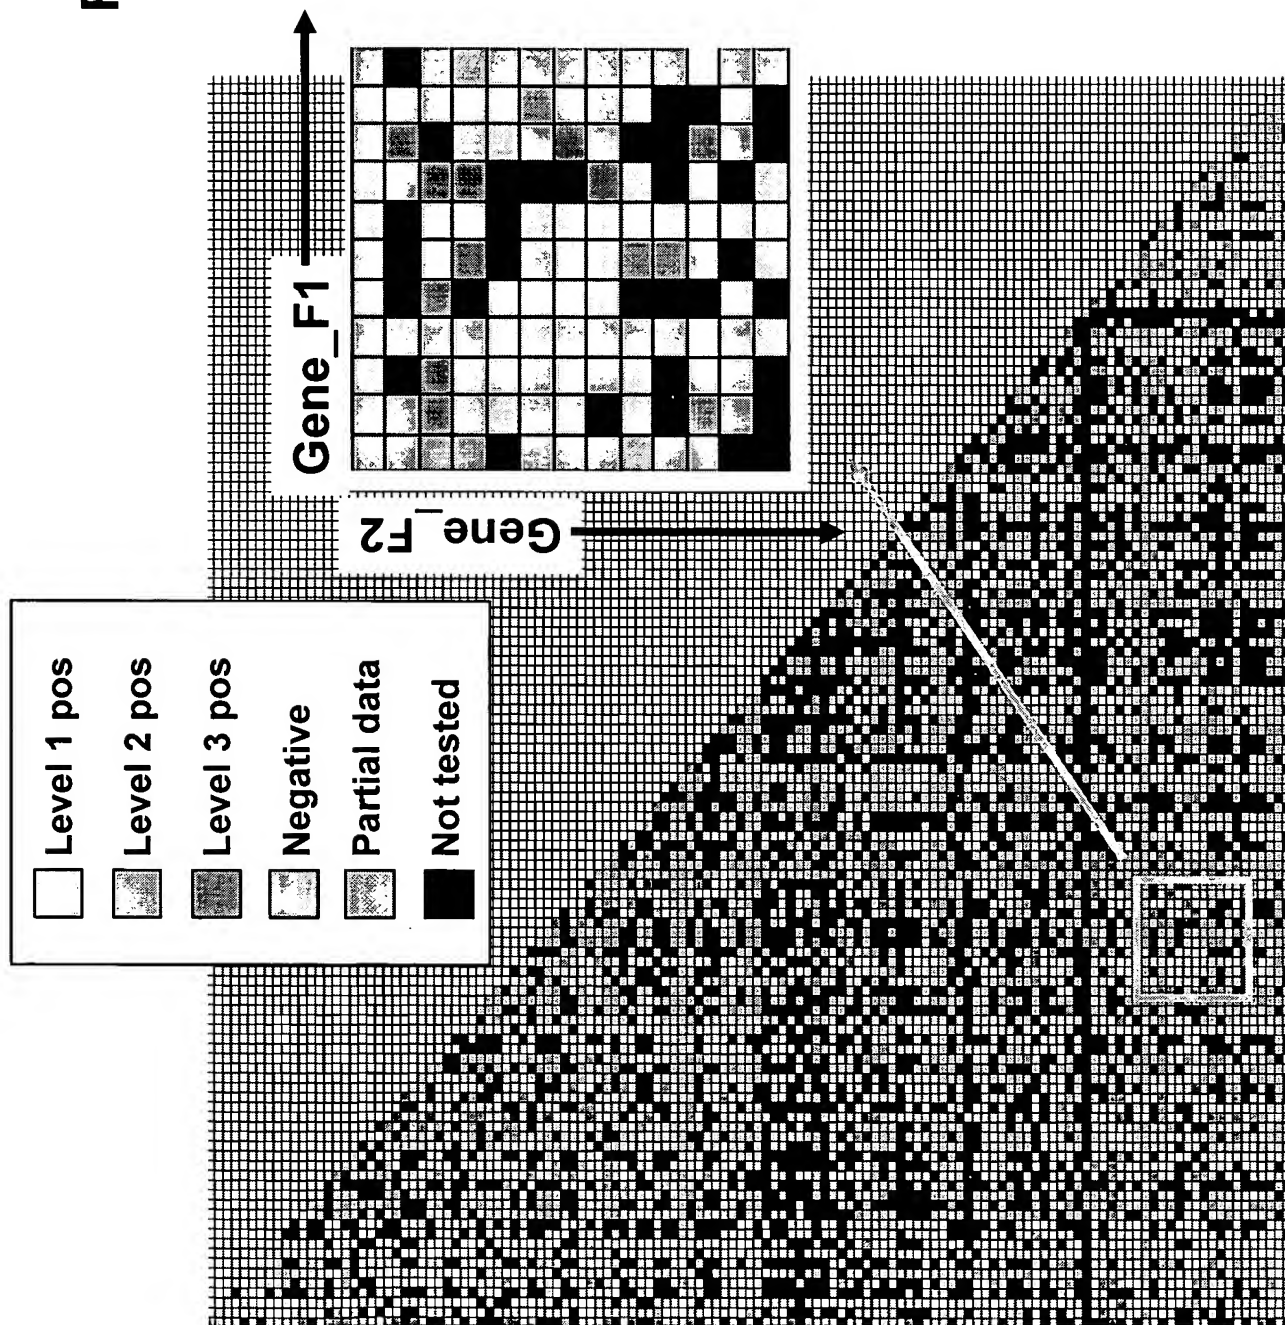 Gene_F1
Gene_F2
Level 1 pos
Level 2 pos
Level 3 pos
Negative
Partial data
Not tested